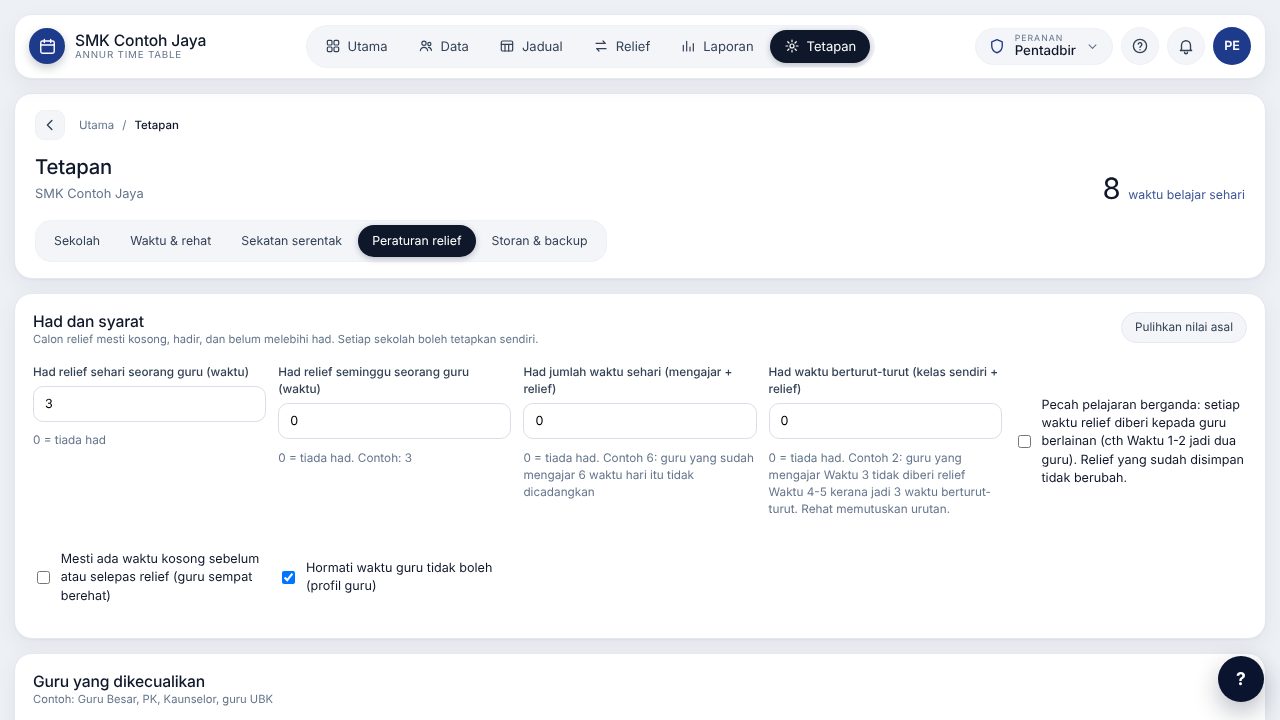 SMK Contoh Jaya
ANNUR TIME TABLE
Utama
Data
Jadual
Relief
Laporan
Tetapan
PERANAN
Pentadbir
PE
Utama / Tetapan
Tetapan
SMK Contoh Jaya
8 waktu belajar sehari
Sekolah
Waktu & rehat
Sekatan serentak
Peraturan relief
Storan & backup
Had dan syarat
Calon relief mesti kosong, hadir, dan belum melebihi had. Setiap sekolah boleh tetapkan sendiri.
Pulihkan nilai asal
Had relief sehari seorang guru (waktu)
3
0 = tiada had
Had relief seminggu seorang guru
(waktu)
0
0 = tiada had. Contoh: 3
Had jumlah waktu sehari (mengajar +
relief)
0
0 = tiada had. Contoh 6: guru yang sudah
mengajar 6 waktu hari itu tidak
dicadangkan
Had waktu berturut-turut (kelas sendiri +
relief)
0
0 = tiada had. Contoh 2: guru yang
mengajar Waktu 3 tidak diberi relief
Waktu 4-5 kerana jadi 3 waktu berturut-
turut. Rehat memutuskan urutan.
Pecah pelajaran berganda: setiap
waktu relief diberi kepada guru
berlainan (cth Waktu 1-2 jadi dua
guru). Relief yang sudah disimpan
tidak berubah.
Mesti ada waktu kosong sebelum
atau selepas relief (guru sempat
berehat)
Hormati waktu guru tidak boleh
(profil guru)
Guru yang dikecualikan
Contoh: Guru Besar, PK, Kaunselor, guru UBK
?